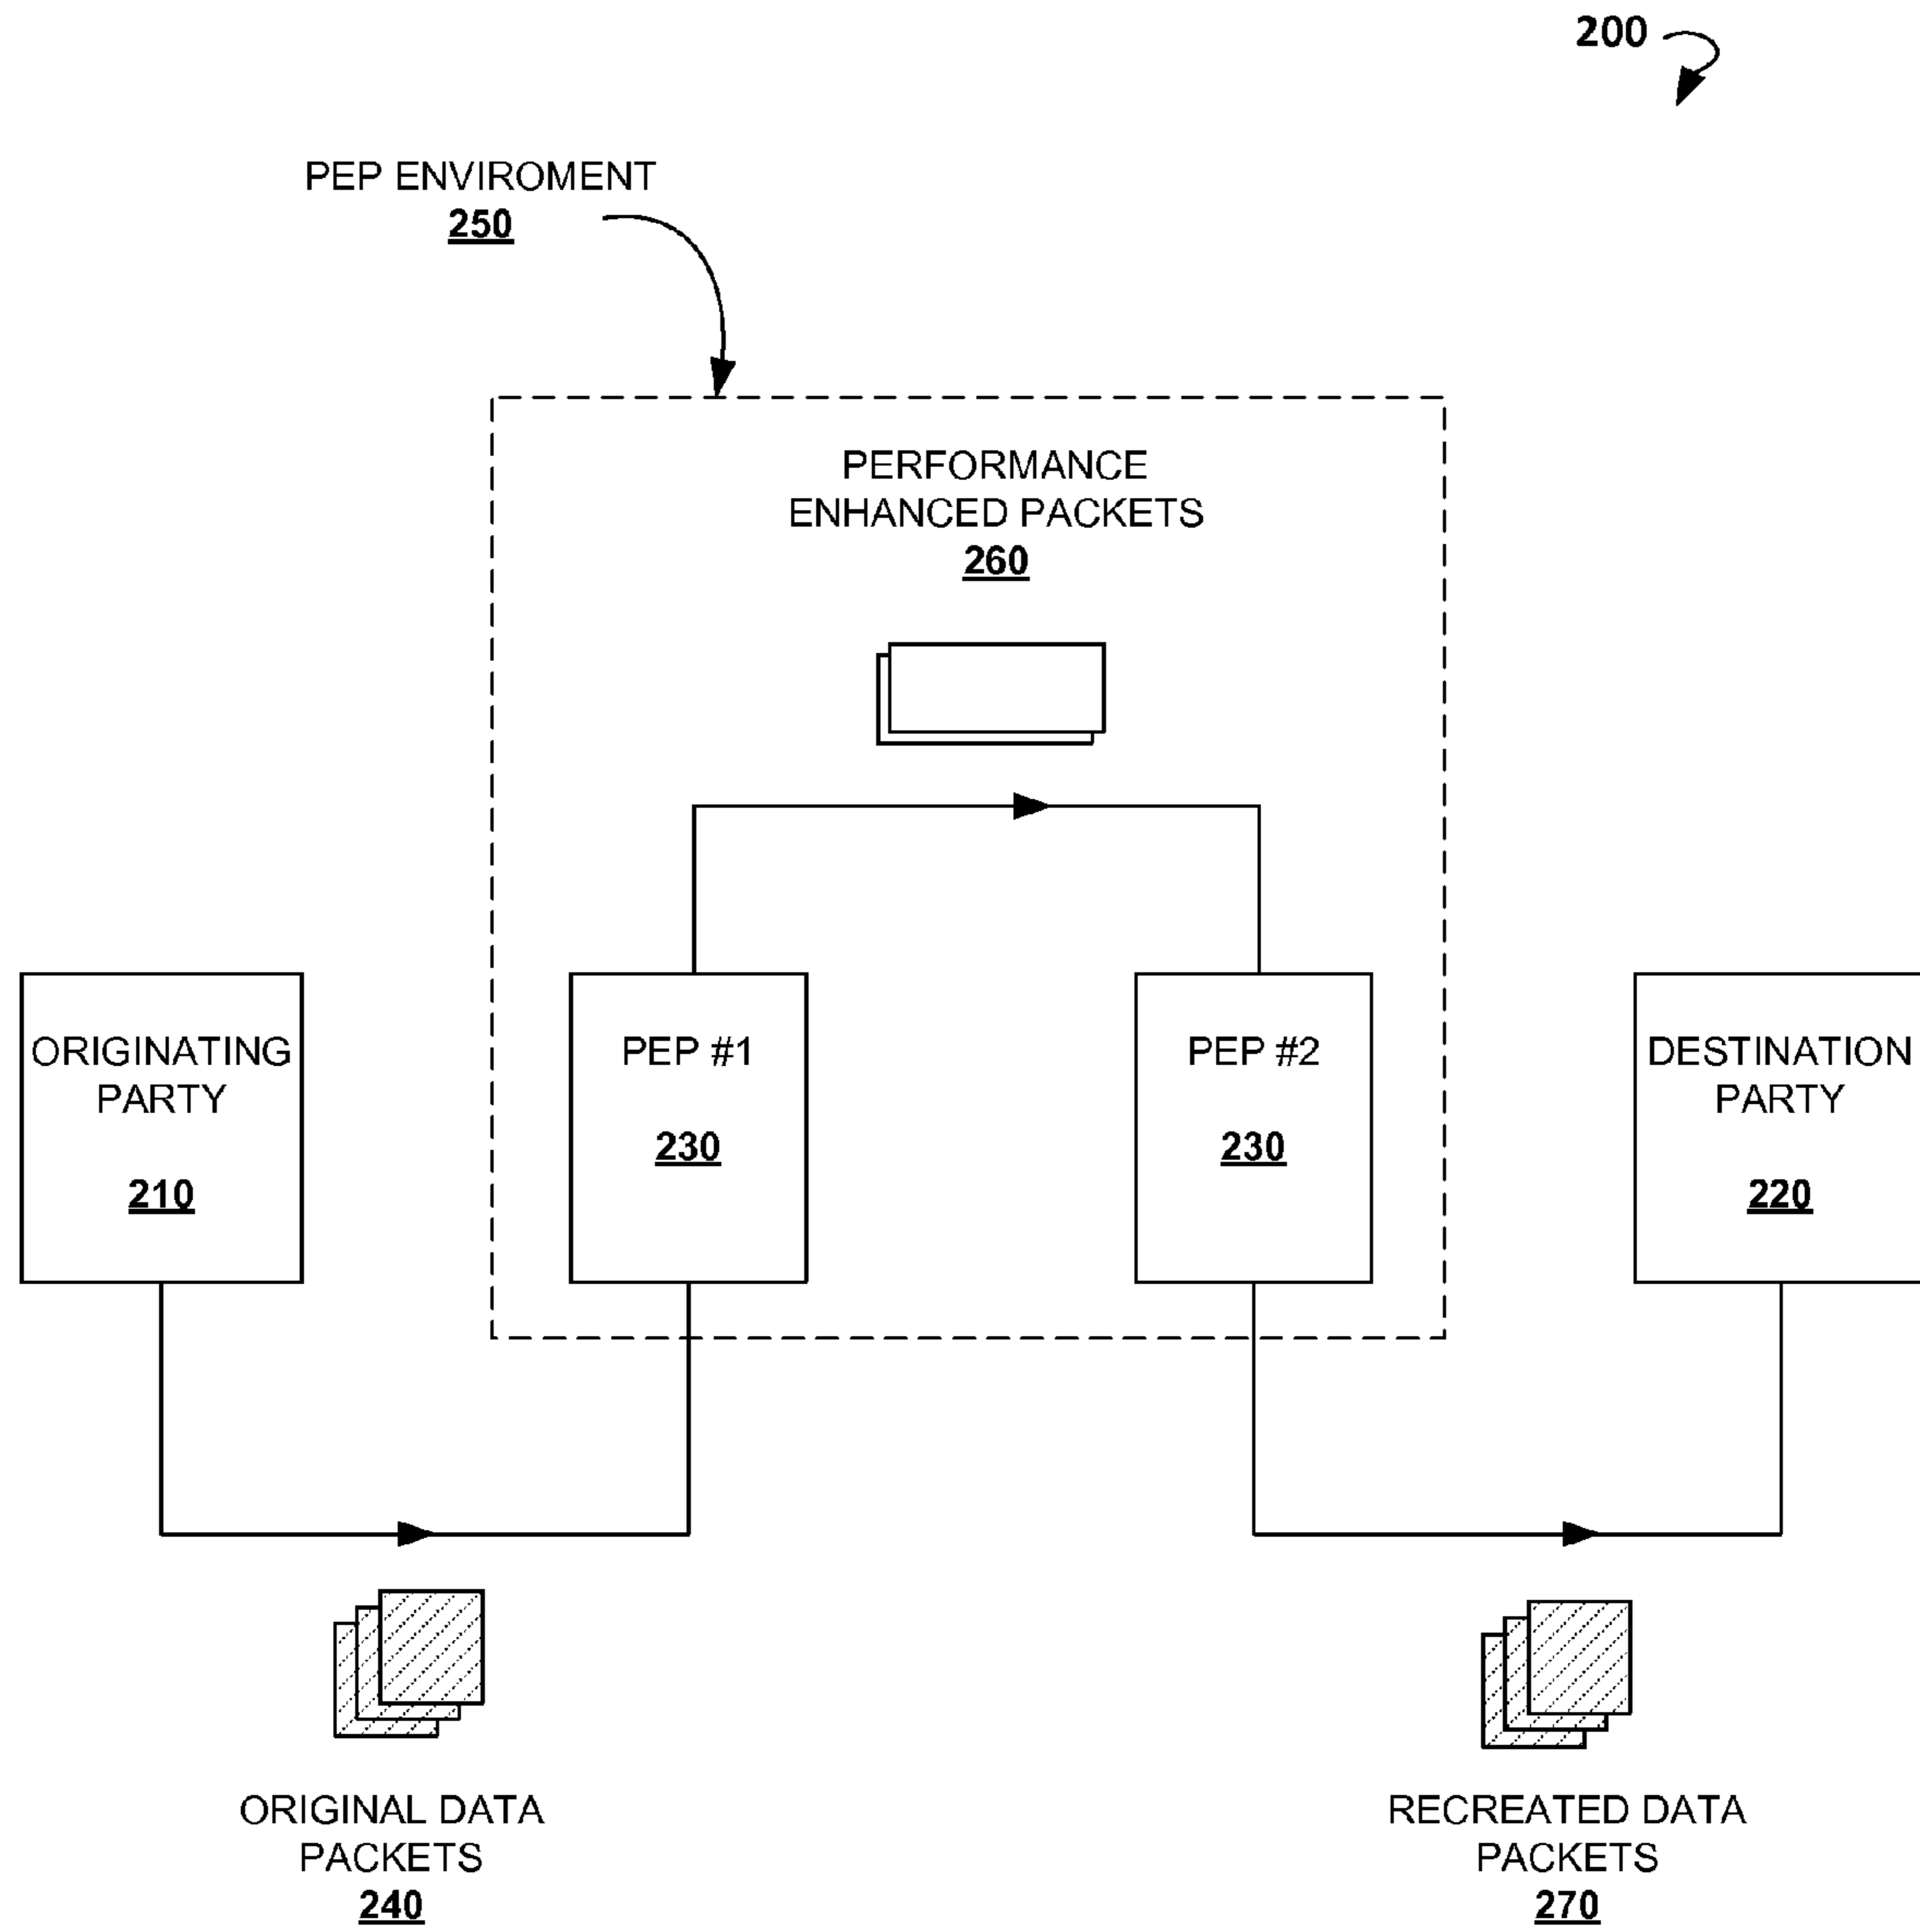 200
PEP ENVIROMENT
250
PERFORMANCE
ENHANCED PACKETS
260
ORIGINATING
PARTY
210
PEP #1
230
PEP #2
230
DESTINATION
PARTY
220
ORIGINAL DATA
PACKETS
240
RECREATED DATA
PACKETS
270